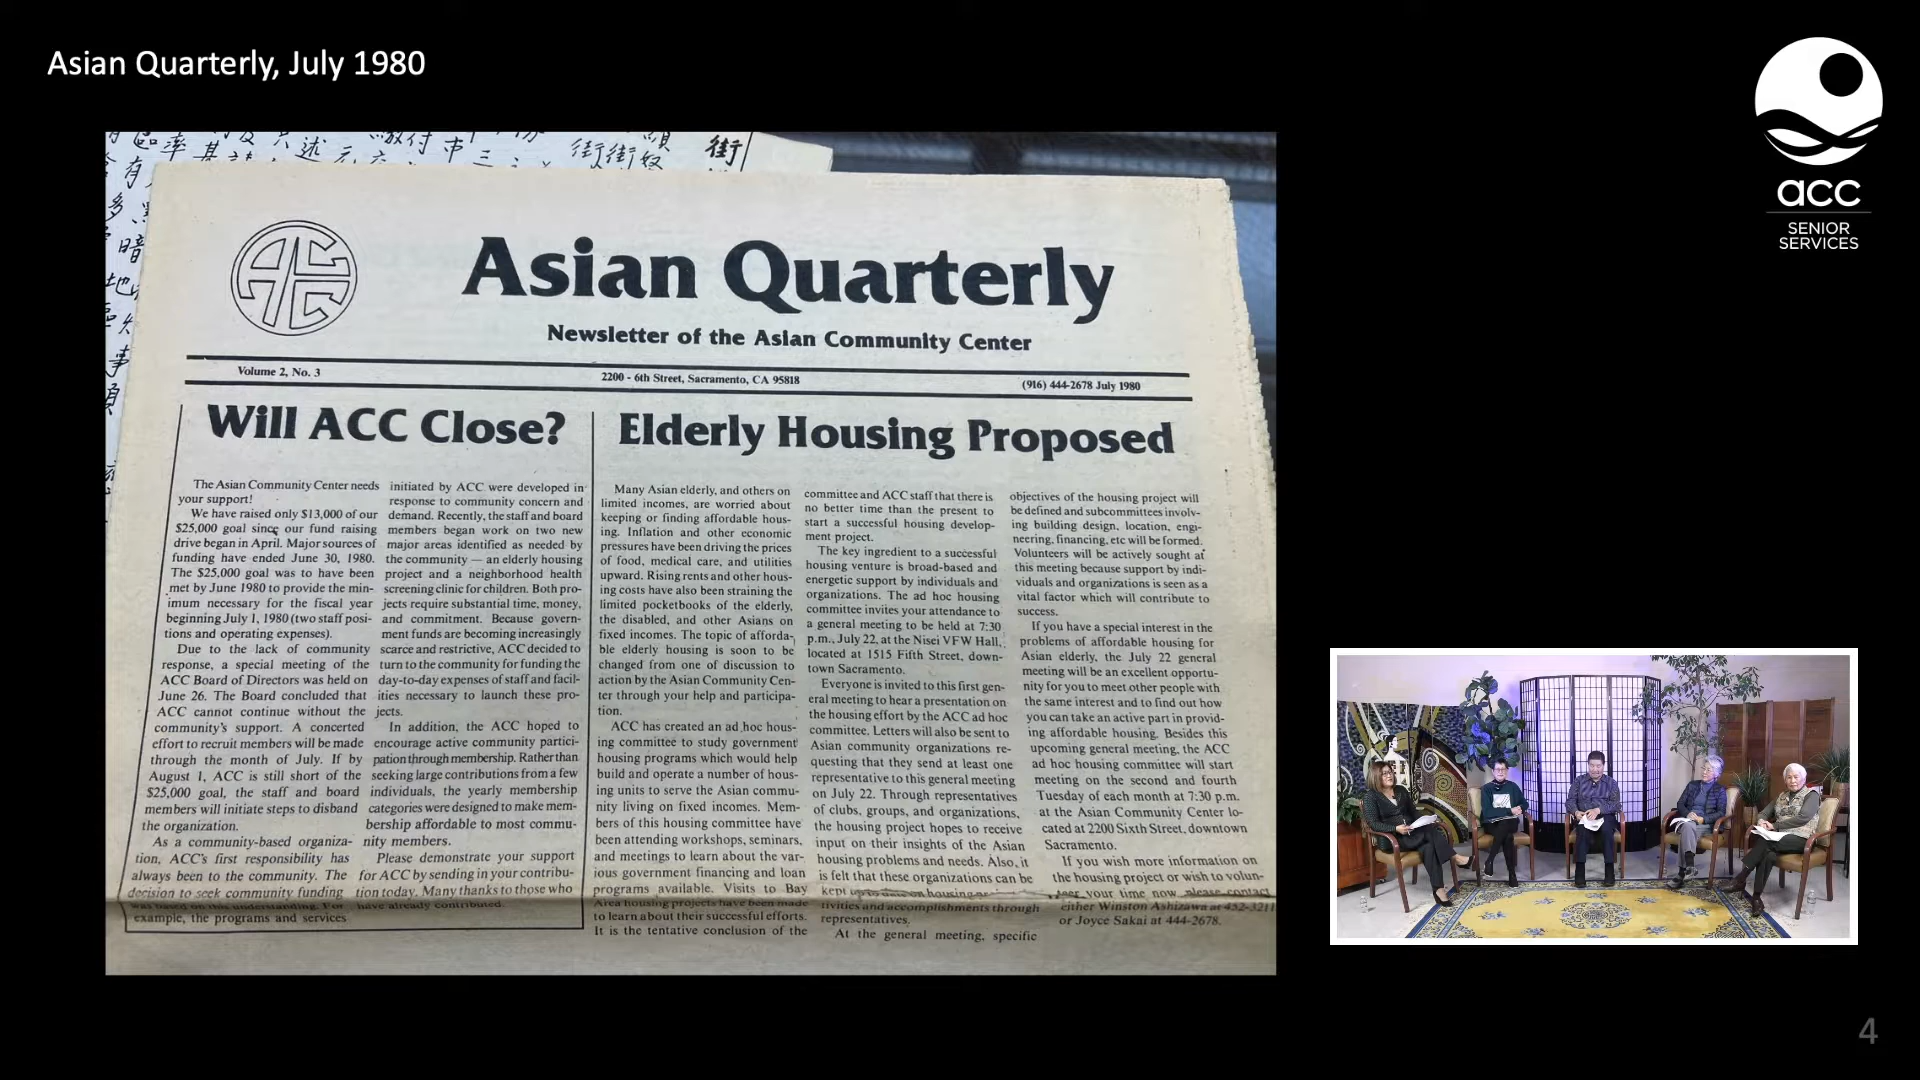 Asian Quarterly, July 1980
acc
SENIOR
SERVICES
街
Asian Quarterly
Newsletter of the Asian Community Center
Volume 2, No. 3
2200 - 6th Street, Sacramento, CA 95818
(916) 444-2678 July 1980
Will ACC Close?
The Asian Community Center needs
your support!
We have raised only $13,000 of our
$25,000 goal since our fund raising
drive began in April. Major sources of
funding have ended June 30, 1980.
The $25,000 goal was to have been
met by June 1980 to provide the min-
imum necessary for the fiscal year
beginning July 1, 1980 (two staff posi-
tions and operating expenses).
Due to the lack of community
response, a special meeting of the
ACC Board of Directors was held on
June 26. The Board concluded that
ACC cannot continue without the
community's support. A concerted
effort to recruit members will be made
through the month of July. If by
August 1, ACC is still short of the
$25,000 goal, the staff and board
members will initiate steps to disband
the organization.
As a community-based organiza-
tion, ACC's first responsibility has
always been to the community. The
decision to seek community funding
was based on this understanding. For
example, the programs and services
initiated by ACC were developed in
response to community concern and
demand. Recently, the staff and board
members began work on two new
major areas identified as needed by
the community — an elderly housing
project and a neighborhood health
screening clinic for children. Both pro-
jects require substantial time, money,
and commitment. Because govern-
ment funds are becoming increasingly
scarce and restrictive, ACC decided to
turn to the community for funding the
day-to-day expenses of staff and facil-
ities necessary to launch these pro-
jects.
In addition, the ACC hoped to
encourage active community partici-
pation through membership. Rather than
seeking large contributions from a few
individuals, the yearly membership
categories were designed to make mem-
bership affordable to most commu-
nity members.
Please demonstrate your support
for ACC by sending in your contribu-
tion today. Many thanks to those who
have already contributed.
Elderly Housing Proposed
Many Asian elderly, and others on
limited incomes, are worried about
keeping or finding affordable hous-
ing. Inflation and other economic
pressures have been driving the prices
of food, medical care, and utilities
upward. Rising rents and other hous-
ing costs have also been straining the
limited pocketbooks of the elderly,
the disabled, and other Asians on
fixed incomes. The topic of afforda-
ble elderly housing is soon to be
changed from one of discussion to
action by the Asian Community Cen-
ter through your help and participa-
tion.
ACC has created an ad hoc hous-
ing committee to study government
housing programs which would help
build and operate a number of hous-
ing units to serve the Asian commu-
nity living on fixed incomes. Mem-
bers of this housing committee have
been attending workshops, seminars,
and meetings to learn about the var-
ious government financing and loan
programs available. Visits to Bay
Area housing projects have been made
to learn about their successful efforts.
It is the tentative conclusion of the
committee and ACC staff that there is
no better time than the present to
start a successful housing develop-
ment project.
The key ingredient to a successful
housing venture is broad-based and
energetic support by individuals and
organizations. The ad hoc housing
committee invites your attendance to
a general meeting to be held at 7:30
p.m., July 22, at the Nisei VFW Hall,
located at 1515 Fifth Street, down-
town Sacramento.
Everyone is invited to this first gen-
eral meeting to hear a presentation on
the housing effort by the ACC ad hoc
committee. Letters will also be sent to
Asian community organizations re-
questing that they send at least one
representative to this general meeting
on July 22. Through representatives
of clubs, groups, and organizations,
the housing project hopes to receive
input on their insights of the Asian
housing problems and needs. Also, it
is felt that these organizations can be
kept housing
tivities and accomplishments through
representatives.
At the general meeting, specific
objectives of the housing project will
be defined and subcommittees involv-
ing building design, location, engi-
neering, financing, etc will be formed.
Volunteers will be actively sought at
this meeting because support by indi-
viduals and organizations is seen as a
vital factor which will contribute to
success.
If you have a special interest in the
problems of affordable housing for
Asian elderly, the July 22 general
meeting will be an excellent opportu-
nity for you to meet other people with
the same interest and to find out how
you can take an active part in provid-
ing affordable housing. Besides this
upcoming general meeting, the ACC
ad hoc housing committee will start
meeting on the second and fourth
Tuesday of each month at 7:30 p.m.
at the Asian Community Center lo-
cated at 2200 Sixth Street, downtown
Sacramento.
If you wish more information on
the housing project or wish to volun-
teer your time now, please contact
either Winston Ashizawa at 452-3211
or Joyce Sakai at 444-2678.
4